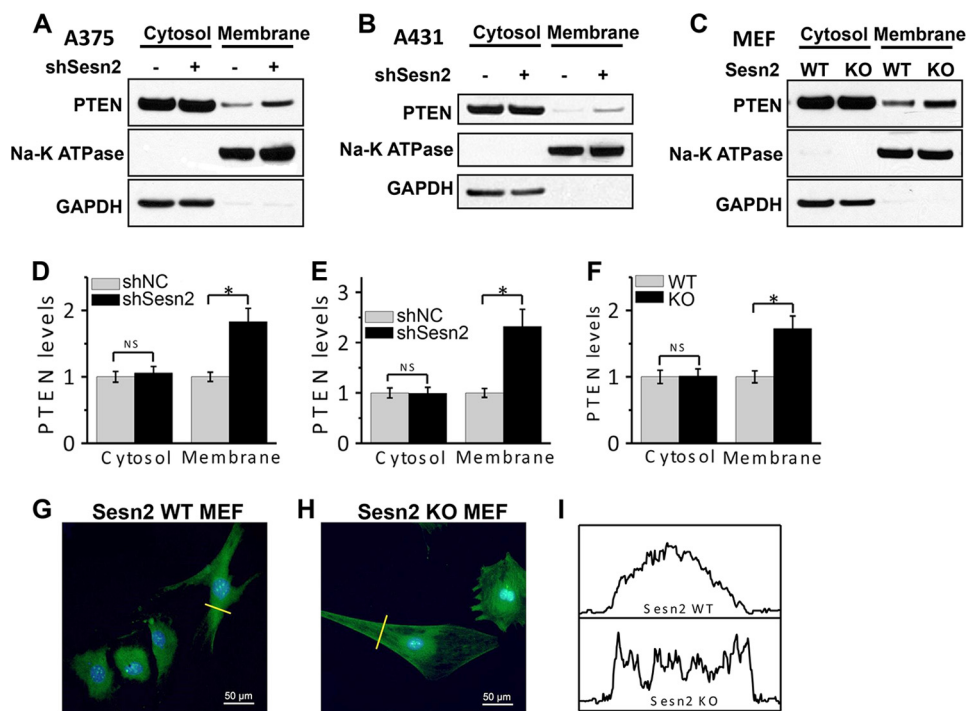 A
A375
Cytosol Membrane
shSesn2 - + - +
PTEN
Na-K ATPase
GAPDH
B
A431
Cytosol Membrane
shSesn2 - + - +
PTEN
Na-K ATPase
GAPDH
C
MEF
Cytosol Membrane
Sesn2 WT KO WT KO
PTEN
Na-K ATPase
GAPDH
D
shNC
shSesn2
PTEN levels
2
1
0
NS
*
Cytosol Membrane
E
shNC
shSesn2
PTEN levels
3
2
1
0
NS
*
Cytosol Membrane
F
WT
KO
PTEN levels
2
1
0
NS
*
Cytosol Membrane
G Sesn2 WT MEF
50 µm
H Sesn2 KO MEF
50 µm
I
Sesn2 WT
Sesn2 KO